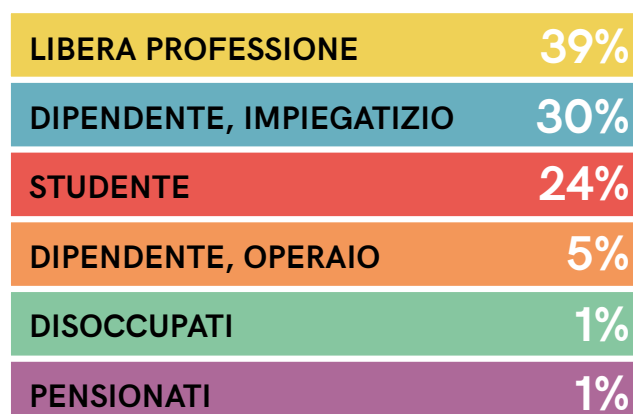 LIBERA PROFESSIONE 39%
DIPENDENTE, IMPIEGATIZIO 30%
STUDENTE 24%
DIPENDENTE, OPERAIO 5%
DISOCCUPATI 1%
PENSIONATI 1%